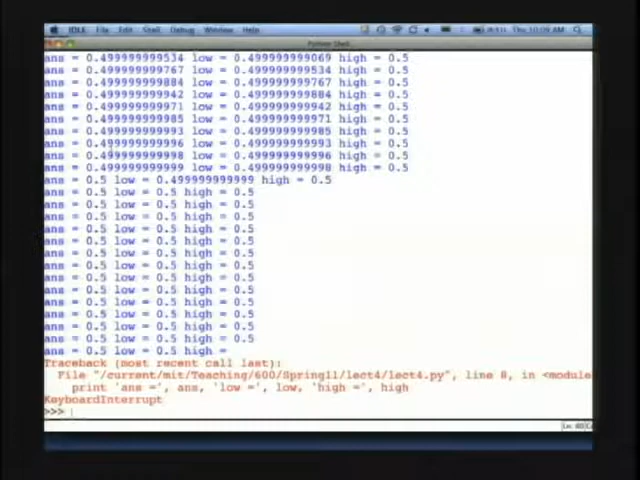 IDLE File Edit Shell Debug Window Help Thu 10:09 AM
Python Shell
ans = 0.499999999534 low = 0.499999999069 high = 0.5
ans = 0.499999999767 low = 0.499999999534 high = 0.5
ans = 0.499999999884 low = 0.499999999767 high = 0.5
ans = 0.499999999942 low = 0.499999999884 high = 0.5
ans = 0.499999999971 low = 0.499999999942 high = 0.5
ans = 0.499999999985 low = 0.499999999971 high = 0.5
ans = 0.499999999993 low = 0.499999999985 high = 0.5
ans = 0.499999999996 low = 0.499999999993 high = 0.5
ans = 0.499999999998 low = 0.499999999996 high = 0.5
ans = 0.499999999999 low = 0.499999999998 high = 0.5
ans = 0.5 low = 0.499999999999 high = 0.5
ans = 0.5 low = 0.5 high = 0.5
ans = 0.5 low = 0.5 high = 0.5
ans = 0.5 low = 0.5 high = 0.5
ans = 0.5 low = 0.5 high = 0.5
ans = 0.5 low = 0.5 high = 0.5
ans = 0.5 low = 0.5 high = 0.5
ans = 0.5 low = 0.5 high = 0.5
ans = 0.5 low = 0.5 high = 0.5
ans = 0.5 low = 0.5 high = 0.5
ans = 0.5 low = 0.5 high = 0.5
ans = 0.5 low = 0.5 high = 0.5
ans = 0.5 low = 0.5 high = 0.5
ans = 0.5 low = 0.5 high = 0.5
ans = 0.5 low = 0.5 high =
Traceback (most recent call last):
File "/current/mit/Teaching/600/Spring11/lect4/lect4.py", line 8, in <module
print 'ans =', ans, 'low =', low, 'high =', high
KeyboardInterrupt
>>>